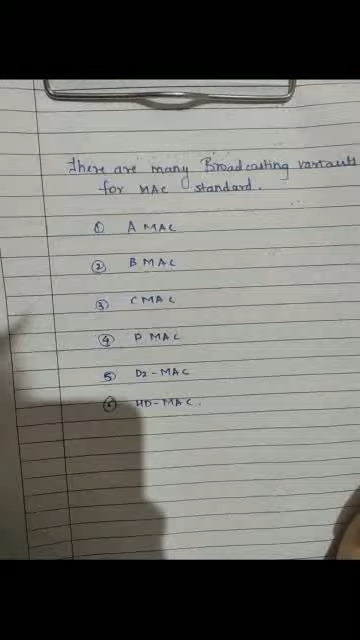 There are many Broadcasting variants
for MAC standard.
① A MAC
② B MAC
③ C MAC
④ D MAC
⑤ D2-MAC
⑥ HD-MAC.